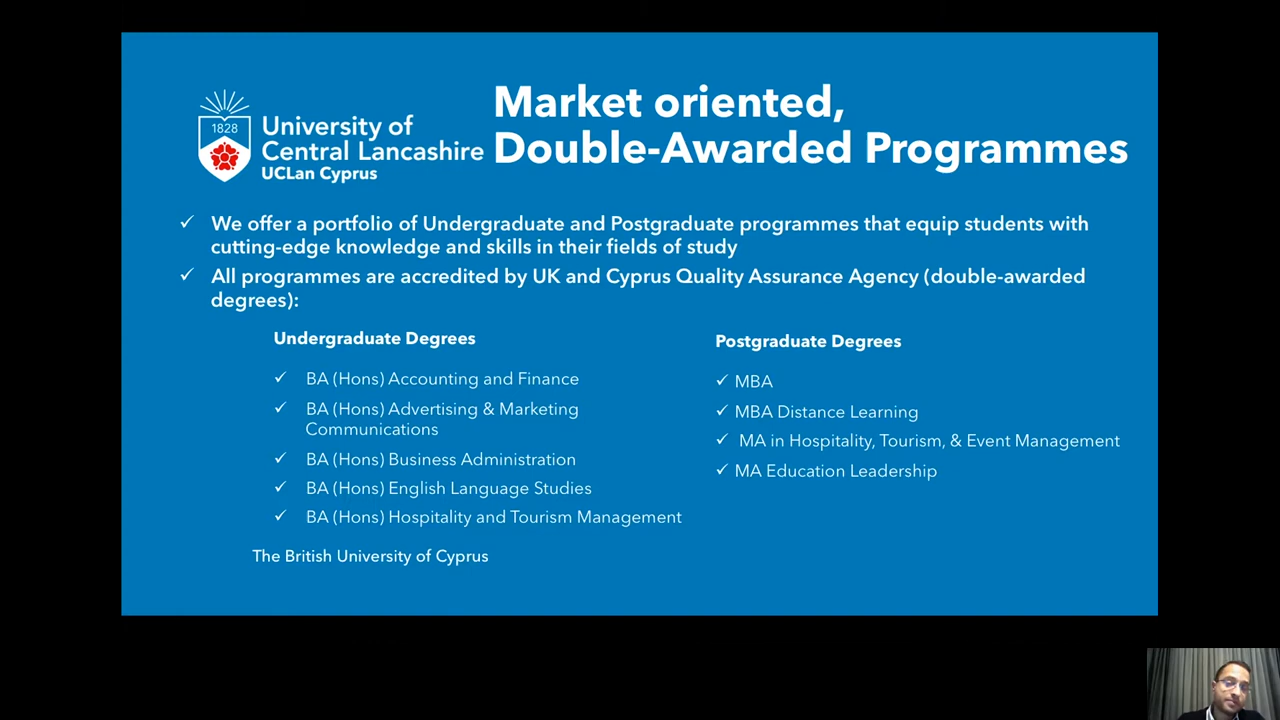 1828
University of
Central Lancashire
UCLan Cyprus
Market oriented,
Double-Awarded Programmes
✓ We offer a portfolio of Undergraduate and Postgraduate programmes that equip students with
cutting-edge knowledge and skills in their fields of study
✓ All programmes are accredited by UK and Cyprus Quality Assurance Agency (double-awarded
degrees):
Undergraduate Degrees
✓ BA (Hons) Accounting and Finance
✓ BA (Hons) Advertising & Marketing
Communications
✓ BA (Hons) Business Administration
✓ BA (Hons) English Language Studies
✓ BA (Hons) Hospitality and Tourism Management
Postgraduate Degrees
✓ MBA
✓ MBA Distance Learning
✓ MA in Hospitality, Tourism, & Event Management
✓ MA Education Leadership
The British University of Cyprus